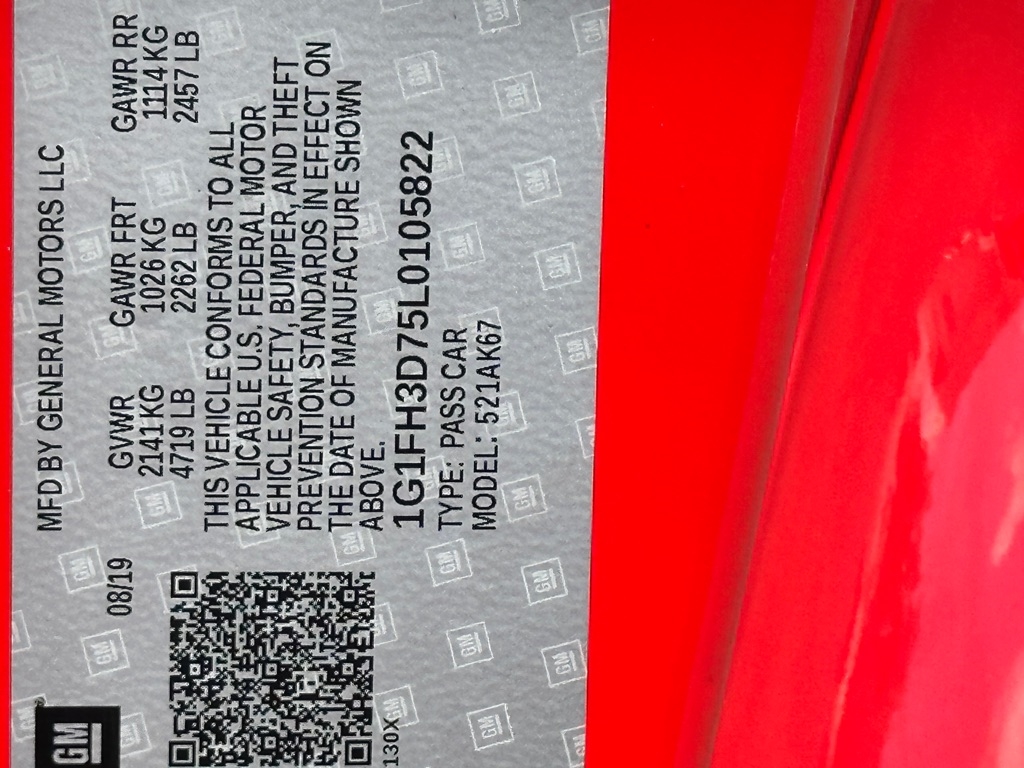 GM
MFD BY GENERAL MOTORS LLC
08/19
GVWR GAWR FRT GAWR RR
2141 KG 1026 KG 1114 KG
4719 LB 2262 LB 2457 LB
THIS VEHICLE CONFORMS TO ALL
APPLICABLE U.S. FEDERAL MOTOR
VEHICLE SAFETY, BUMPER, AND THEFT
PREVENTION STANDARDS IN EFFECT ON
THE DATE OF MANUFACTURE SHOWN
ABOVE.
1G1FH3D75L0105822
130X
TYPE: PASS CAR
MODEL: 521AK67